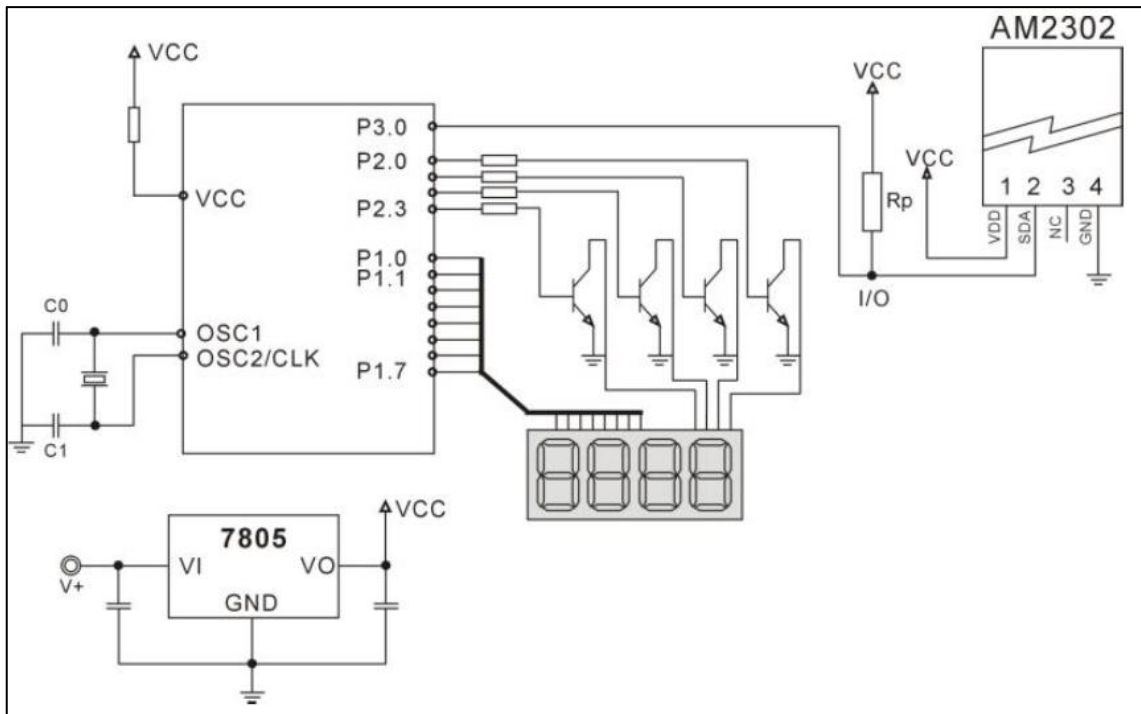 AM2302
VCC
VCC
VCC
P3.0
P2.0
P2.3
VCC
Rp
1 2 3 4
VDD
SDA
NC
GND
P1.0
P1.1
P1.7
I/O
C0
OSC1
OSC2/CLK
C1
VCC
7805
VI
VO
V+
GND